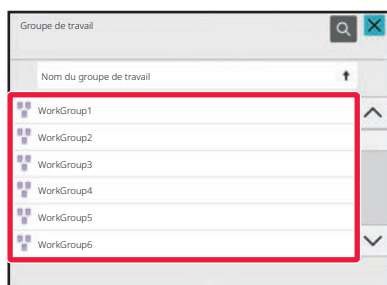 Groupe de travail
Nom du groupe de travail
WorkGroup1
WorkGroup2
WorkGroup3
WorkGroup4
WorkGroup5
WorkGroup6